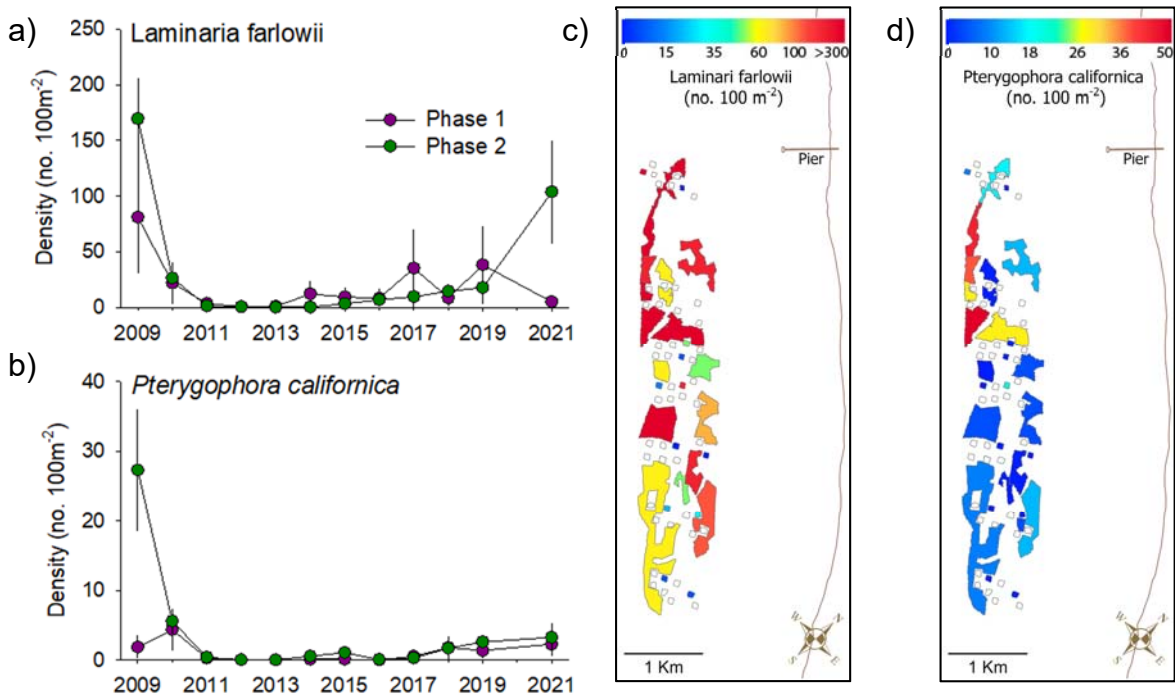 a)
Laminaria farlowii
250
200
150
100
50
0
Density (no. 100m-2)
Phase 1
Phase 2
2009 2011 2013 2015 2017 2019 2021
b)
Pterygophora californica
40
30
20
10
0
Density (no. 100m-2)
2009 2011 2013 2015 2017 2019 2021
c)
0 15 35 60 100 >300
Laminari farlowii
(no. 100 m-2)
Pier
1 Km
W N
S E
d)
0 10 18 26 36 50
Pterygophora californica
(no. 100 m-2)
Pier
1 Km
W N
S E